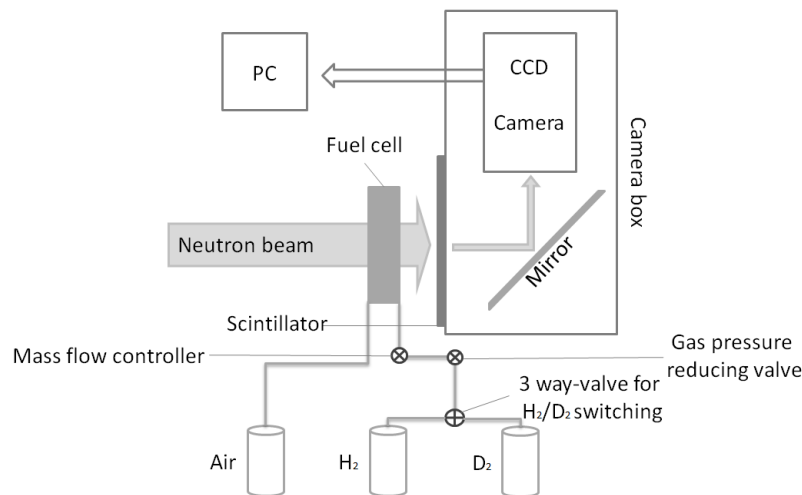 PC
CCD
Camera
Camera box
Fuel cell
Neutron beam
Mirror
Scintillator
Mass flow controller
Gas pressure
reducing valve
3 way-valve for
H₂/D₂ switching
Air
H₂
D₂